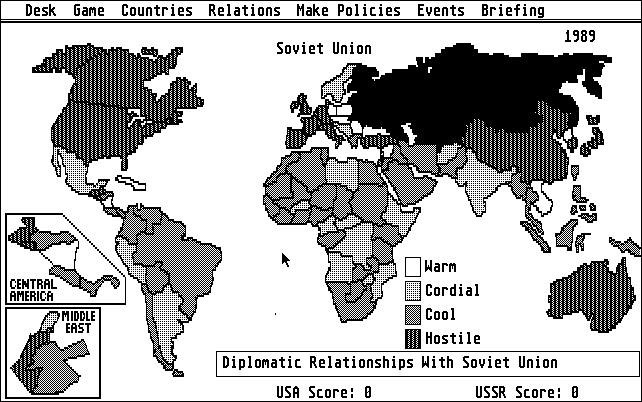 Desk Game Countries Relations Make Policies Events Briefing
1989
Soviet Union
CENTRAL
AMERICA
MIDDLE
EAST
Warm
Cordial
Cool
Hostile
Diplomatic Relationships With Soviet Union
USA Score: 0 USSR Score: 0